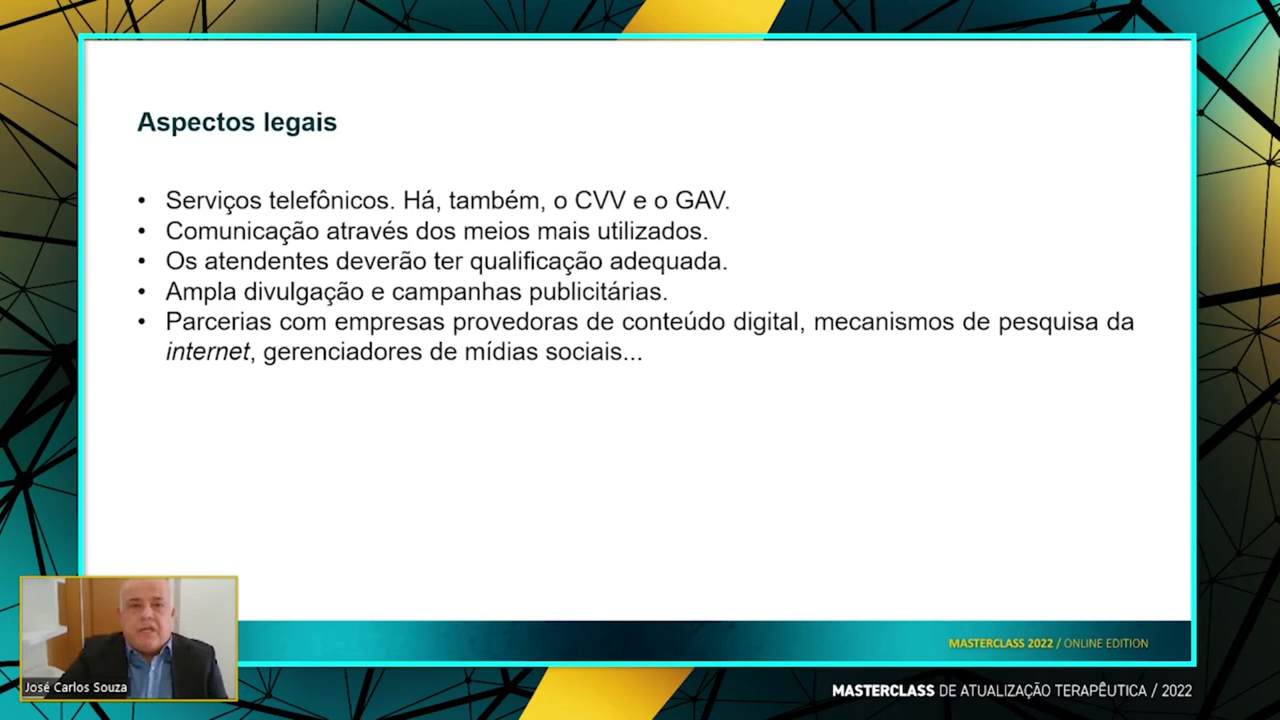 Aspectos legais
• Serviços telefônicos. Há, também, o CVV e o GAV.
• Comunicação através dos meios mais utilizados.
• Os atendentes deverão ter qualificação adequada.
• Ampla divulgação e campanhas publicitárias.
• Parcerias com empresas provedoras de conteúdo digital, mecanismos de pesquisa da
internet, gerenciadores de mídias sociais...
MASTERCLASS 2022 / ONLINE EDITION
José Carlos Souza
MASTERCLASS DE ATUALIZAÇÃO TERAPÊUTICA / 2022